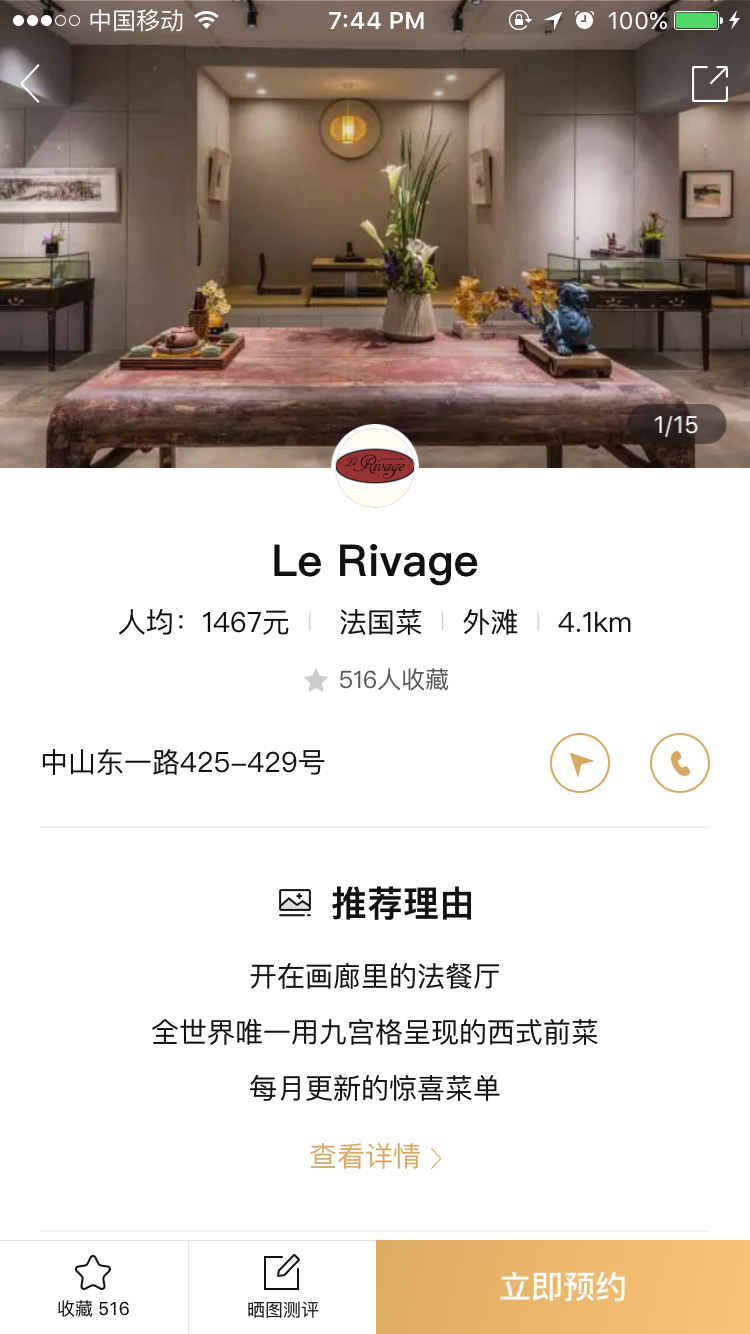 中国移动 7:44 PM 100%
1/15
Le Rivage
Le Rivage
人均：1467元 法国菜 外滩 4.1km
516人收藏
中山东一路425-429号
推荐理由
开在画廊里的法餐厅
全世界唯一用九宫格呈现的西式前菜
每月更新的惊喜菜单
查看详情
收藏 516 晒图测评 立即预约